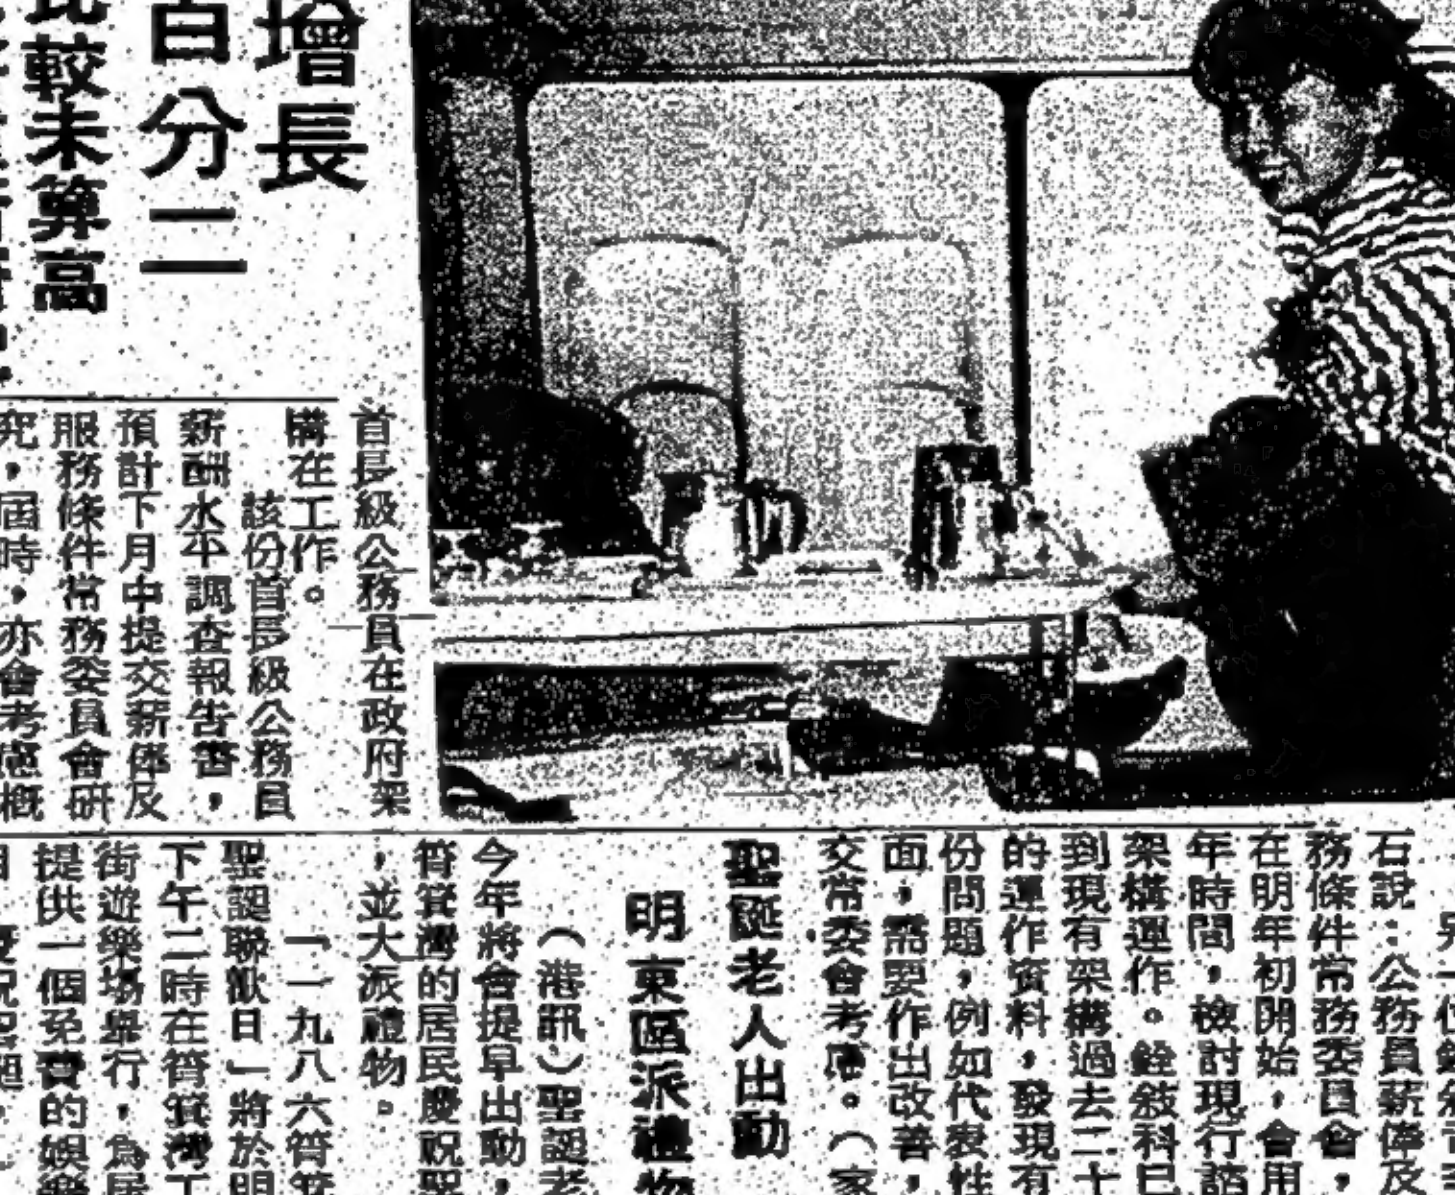 增長
百分二
比較未算高
首長級公務員在政府架
構在工作。
該份首長級公務員
薪酬水平調查報告書，
預計下月中提交薪俸及
服務條件常務委員會研
究，屆時，亦會考慮概
石說：公務員薪俸及
務條件常務委員會，
在明年初開始，會用
年時間，檢討現行諮
架構運作。銓敘科已
到現有架構過去二十
的運作資料，發現有
份問題，例如代表性
面，需要作出改善，
交常委會考慮。（家
聖誕老人出動
明東區派禮物
（港訊）聖誕老
今年將會提早出動，
筲箕灣的居民慶祝聖
，並大派禮物。
「一九八六筲箕
聖誕聯歡日」將於明
下午二時在筲箕灣工
街遊樂場舉行，為居
提供一個免費的娛樂